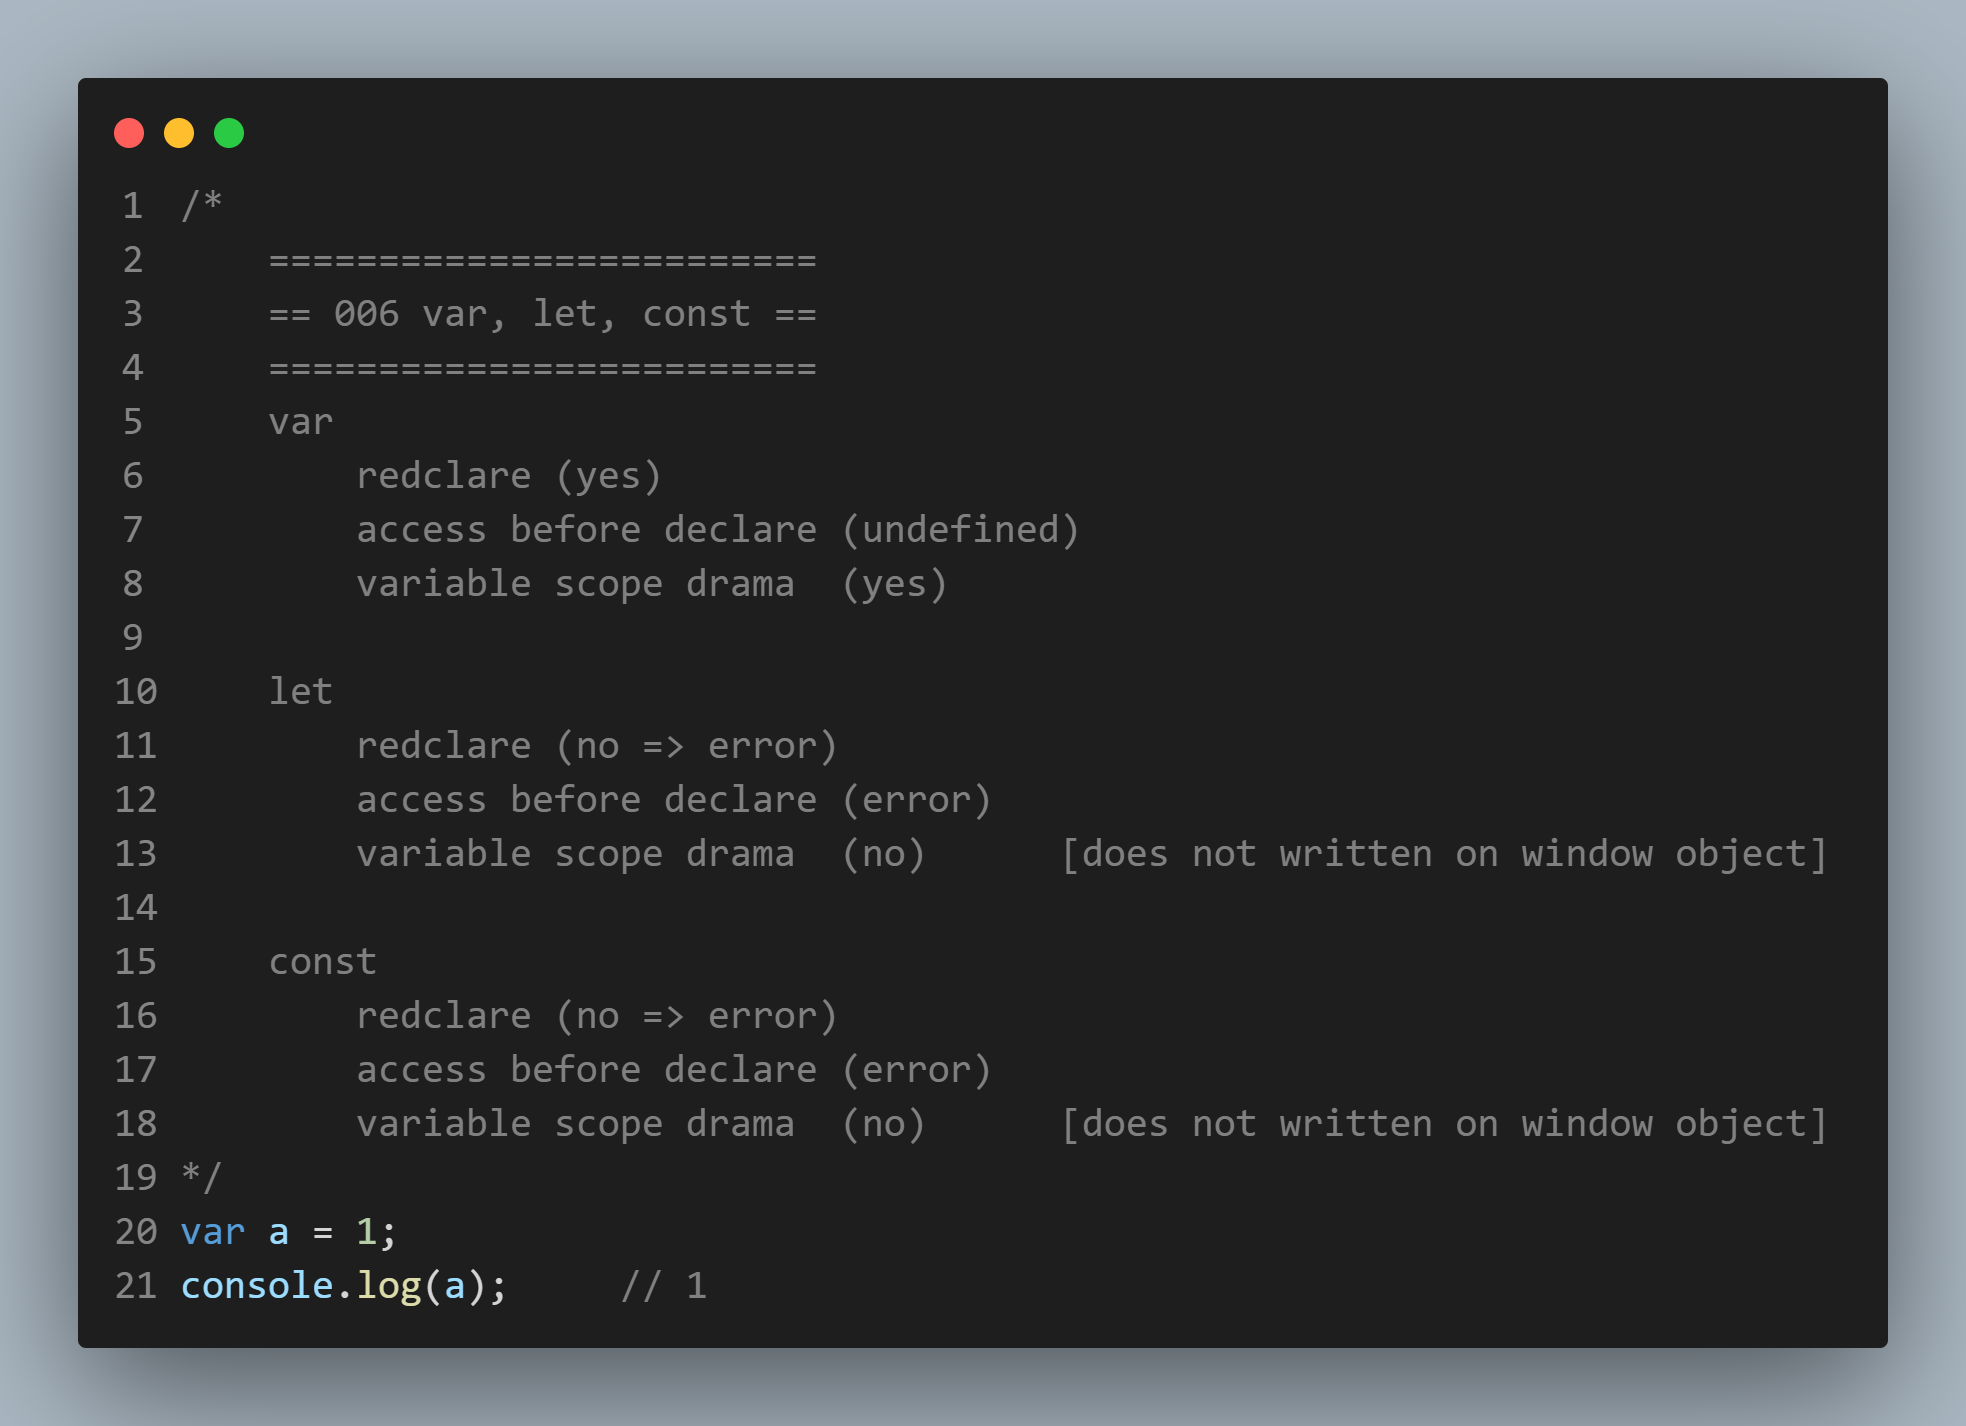 1 /*
2     =========================
3     == 006 var, let, const ==
4     =========================
5     var
6         redclare (yes)
7         access before declare (undefined)
8         variable scope drama  (yes)
9
10     let
11         redclare (no => error)
12         access before declare (error)
13         variable scope drama  (no)      [does not written on window object]
14
15     const
16         redclare (no => error)
17         access before declare (error)
18         variable scope drama  (no)      [does not written on window object]
19 */
20 var a = 1;
21 console.log(a);     // 1